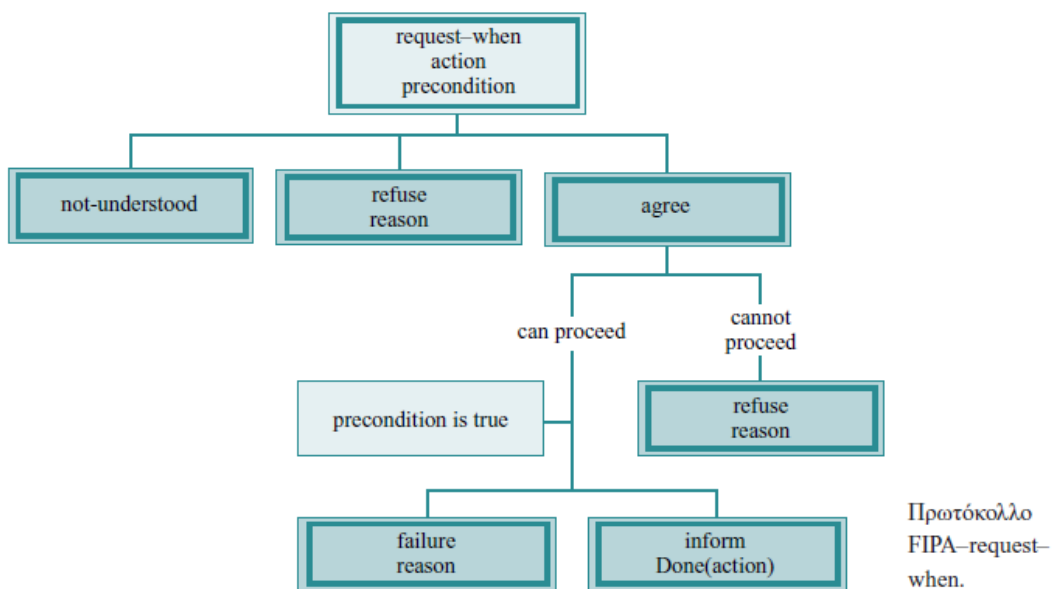 request–when
action
precondition
not-understood
refuse
reason
agree
can proceed
cannot
proceed
precondition is true
refuse
reason
failure
reason
inform
Done(action)
Πρωτόκολλο
FIPA–request–
when.